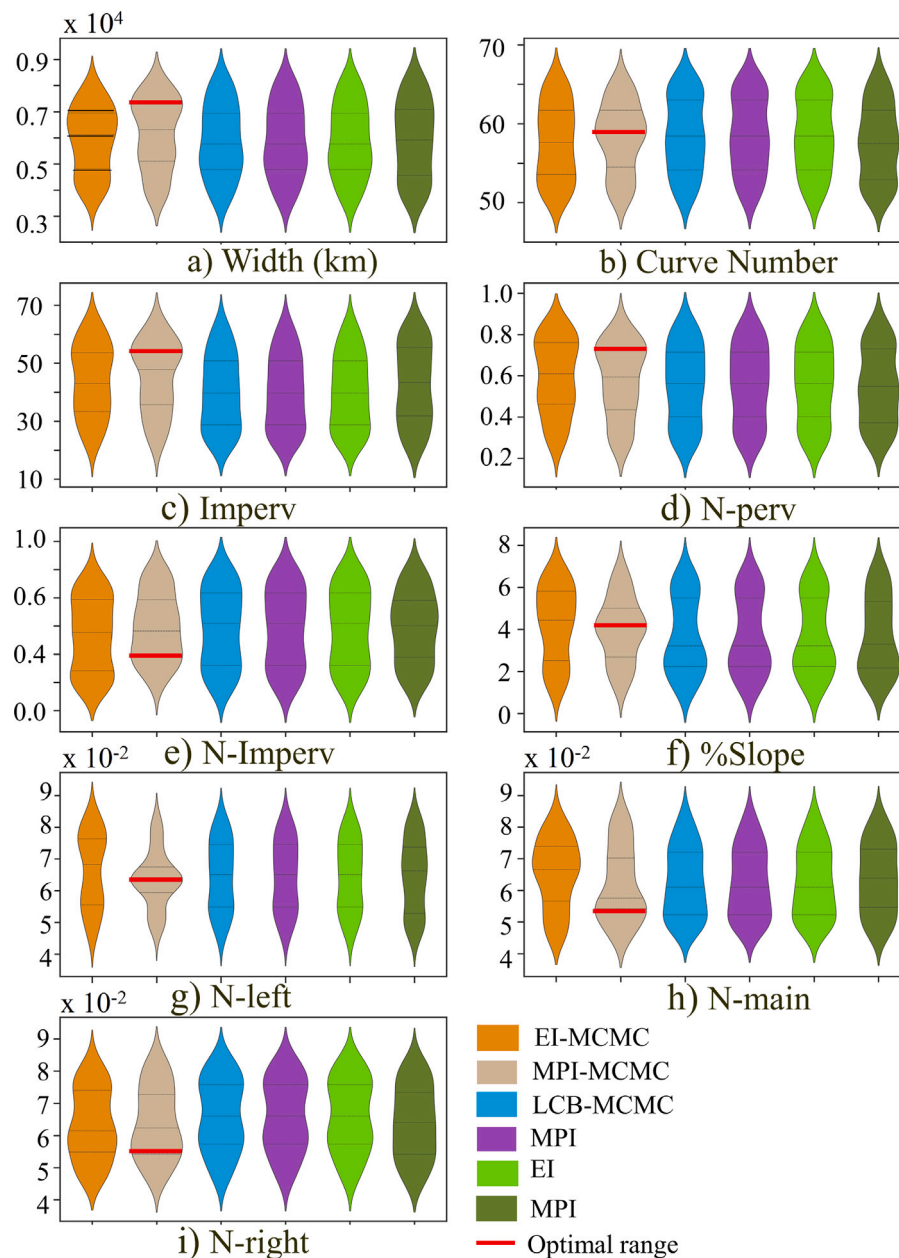 x 10⁴
0.9
0.7
0.5
0.3
a) Width (km)
70
60
50
b) Curve Number
70
50
30
10
c) Imperv
1.0
0.8
0.6
0.4
0.2
d) N-perv
1.0
0.6
0.4
0.0
e) N-Imperv
8
6
4
2
0
f) %Slope
x 10⁻²
9
8
7
6
5
4
g) N-left
x 10⁻²
9
8
7
6
5
4
h) N-main
x 10⁻²
9
8
7
6
5
4
i) N-right
EI-MCMC
MPI-MCMC
LCB-MCMC
MPI
EI
MPI
Optimal range